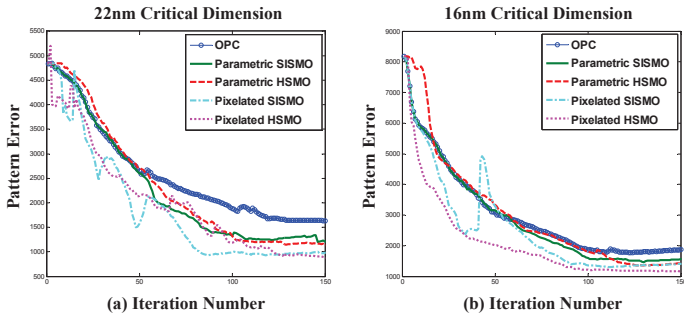 22nm Critical Dimension
Pattern Error
5500
5000
4500
4000
3500
3000
2500
2000
1500
1000
500
0
50
100
150
OPC
Parametric SISMO
Parametric HSMO
Pixelated SISMO
Pixelated HSMO
(a) Iteration Number
16nm Critical Dimension
Pattern Error
9000
8000
7000
6000
5000
4000
3000
2000
1000
0
50
100
150
OPC
Parametric SISMO
Parametric HSMO
Pixelated SISMO
Pixelated HSMO
(b) Iteration Number